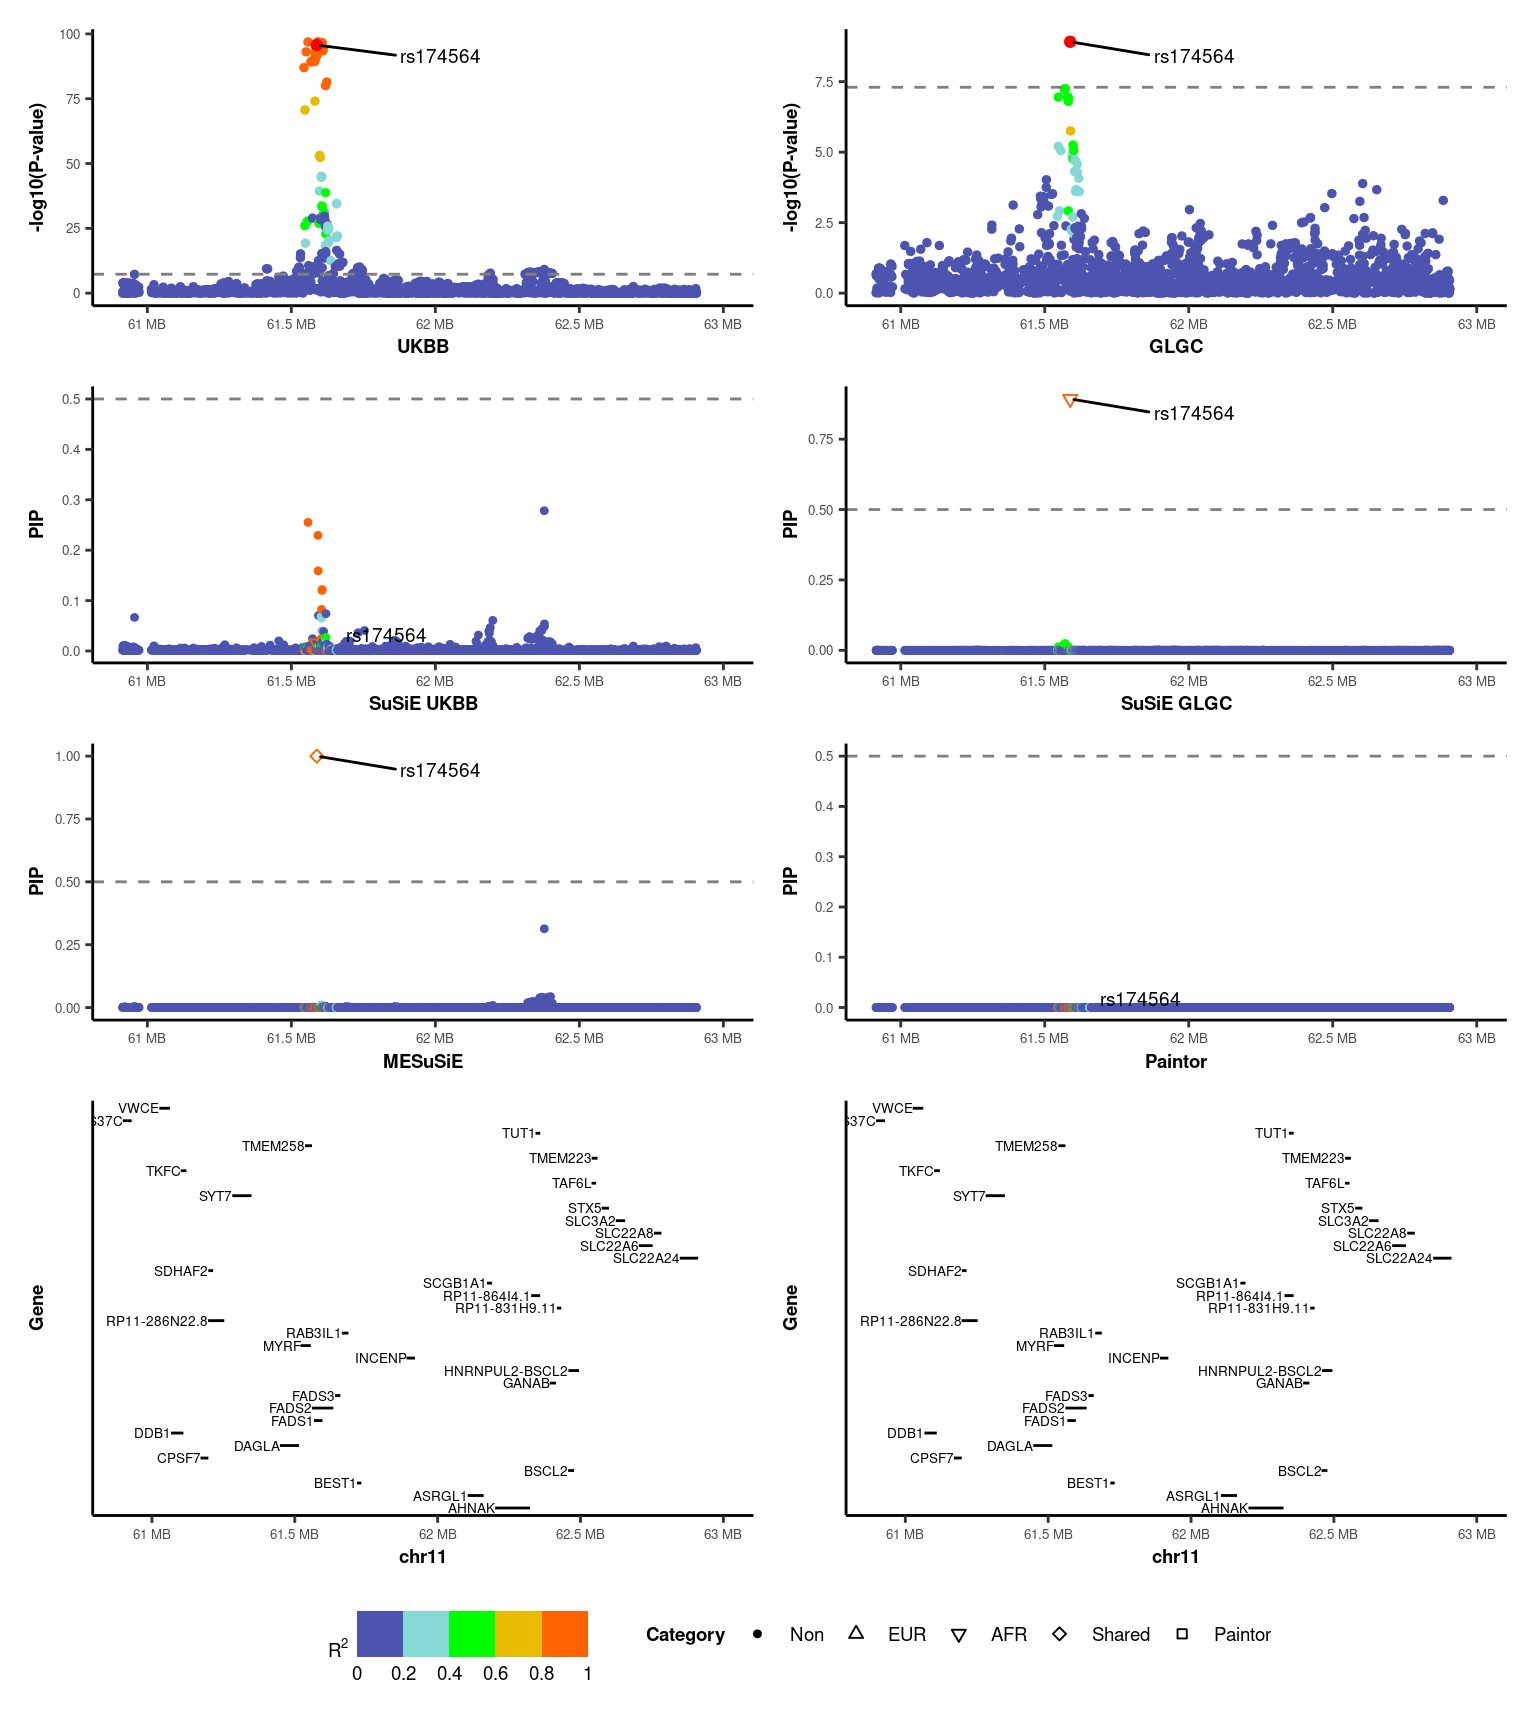 -log10(P-value)
100
75
50
25
0
rs174564
61 MB 61.5 MB 62 MB 62.5 MB 63 MB
UKBB
-log10(P-value)
7.5
5.0
2.5
0.0
rs174564
61 MB 61.5 MB 62 MB 62.5 MB 63 MB
GLGC
PIP
0.5
0.4
0.3
0.2
0.1
0.0
rs174564
61 MB 61.5 MB 62 MB 62.5 MB 63 MB
SuSiE UKBB
PIP
0.75
0.50
0.25
0.00
rs174564
61 MB 61.5 MB 62 MB 62.5 MB 63 MB
SuSiE GLGC
PIP
1.00
0.75
0.50
0.25
0.00
rs174564
61 MB 61.5 MB 62 MB 62.5 MB 63 MB
MESuSiE
PIP
0.5
0.4
0.3
0.2
0.1
0.0
rs174564
61 MB 61.5 MB 62 MB 62.5 MB 63 MB
Paintor
Gene
VWCE
S37C
TUT1
TMEM258
TMEM223
TKFC
TAF6L
SYT7
STX5
SLC3A2
SLC22A8
SLC22A6
SLC22A24
SDHAF2
SCGB1A1
RP11-864I4.1
RP11-831H9.11
RP11-286N22.8
RAB3IL1
MYRF
INCENP
HNRNPUL2-BSCL2
GANAB
FADS3
FADS2
FADS1
DDB1
DAGLA
CPSF7
BSCL2
BEST1
ASRGL1
AHNAK
61 MB 61.5 MB 62 MB 62.5 MB 63 MB
chr11
Gene
VWCE
S37C
TUT1
TMEM258
TMEM223
TKFC
TAF6L
SYT7
STX5
SLC3A2
SLC22A8
SLC22A6
SLC22A24
SDHAF2
SCGB1A1
RP11-864I4.1
RP11-831H9.11
RP11-286N22.8
RAB3IL1
MYRF
INCENP
HNRNPUL2-BSCL2
GANAB
FADS3
FADS2
FADS1
DDB1
DAGLA
CPSF7
BSCL2
BEST1
ASRGL1
AHNAK
61 MB 61.5 MB 62 MB 62.5 MB 63 MB
chr11
R²
0 0.2 0.4 0.6 0.8 1
Category Non EUR AFR Shared Paintor